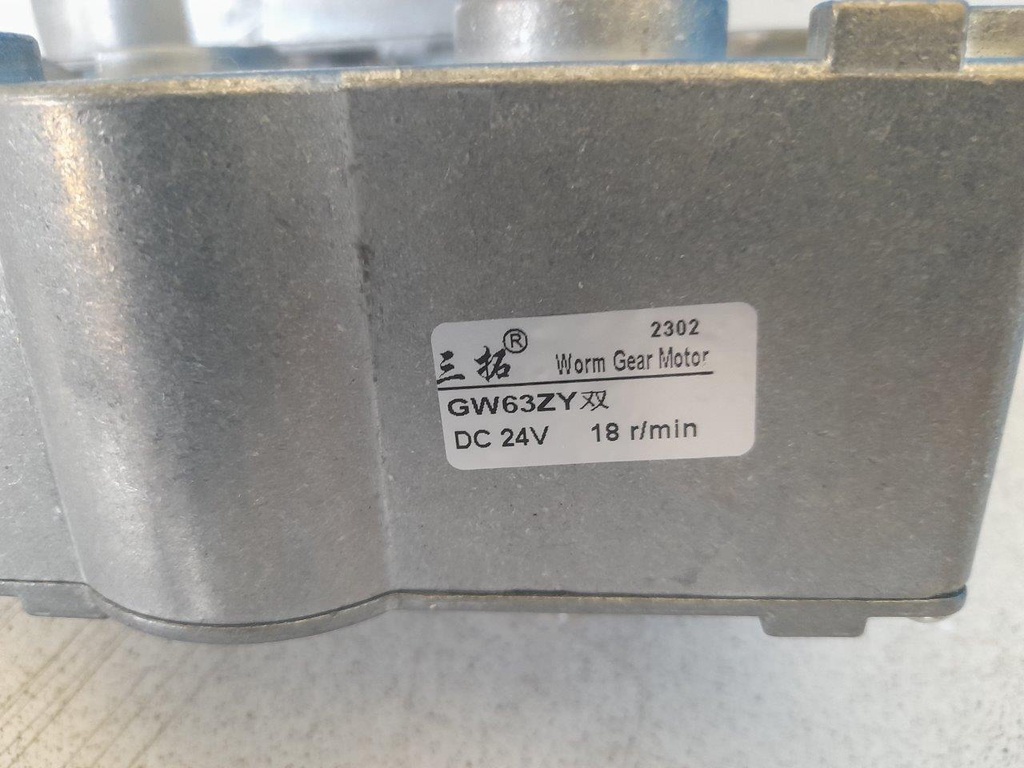 2302
三拓® Worm Gear Motor
GW63ZY双
DC 24V 18 r/min